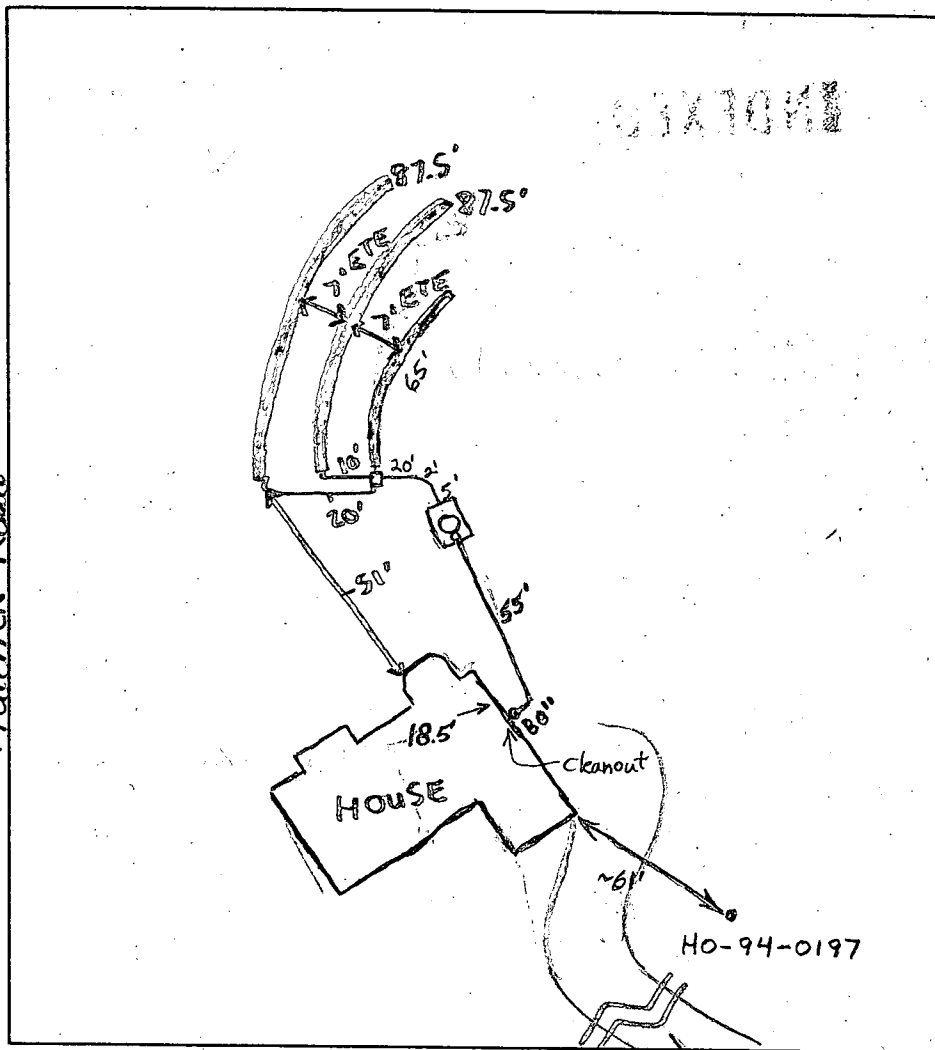 INDEXED
87.5'
87.5'
7' ETE
7' ETE
65'
10'
20'
2'
5'
20'
51'
55'
80"
18.5'
Cleanout
HOUSE
~61'
HO-94-0197